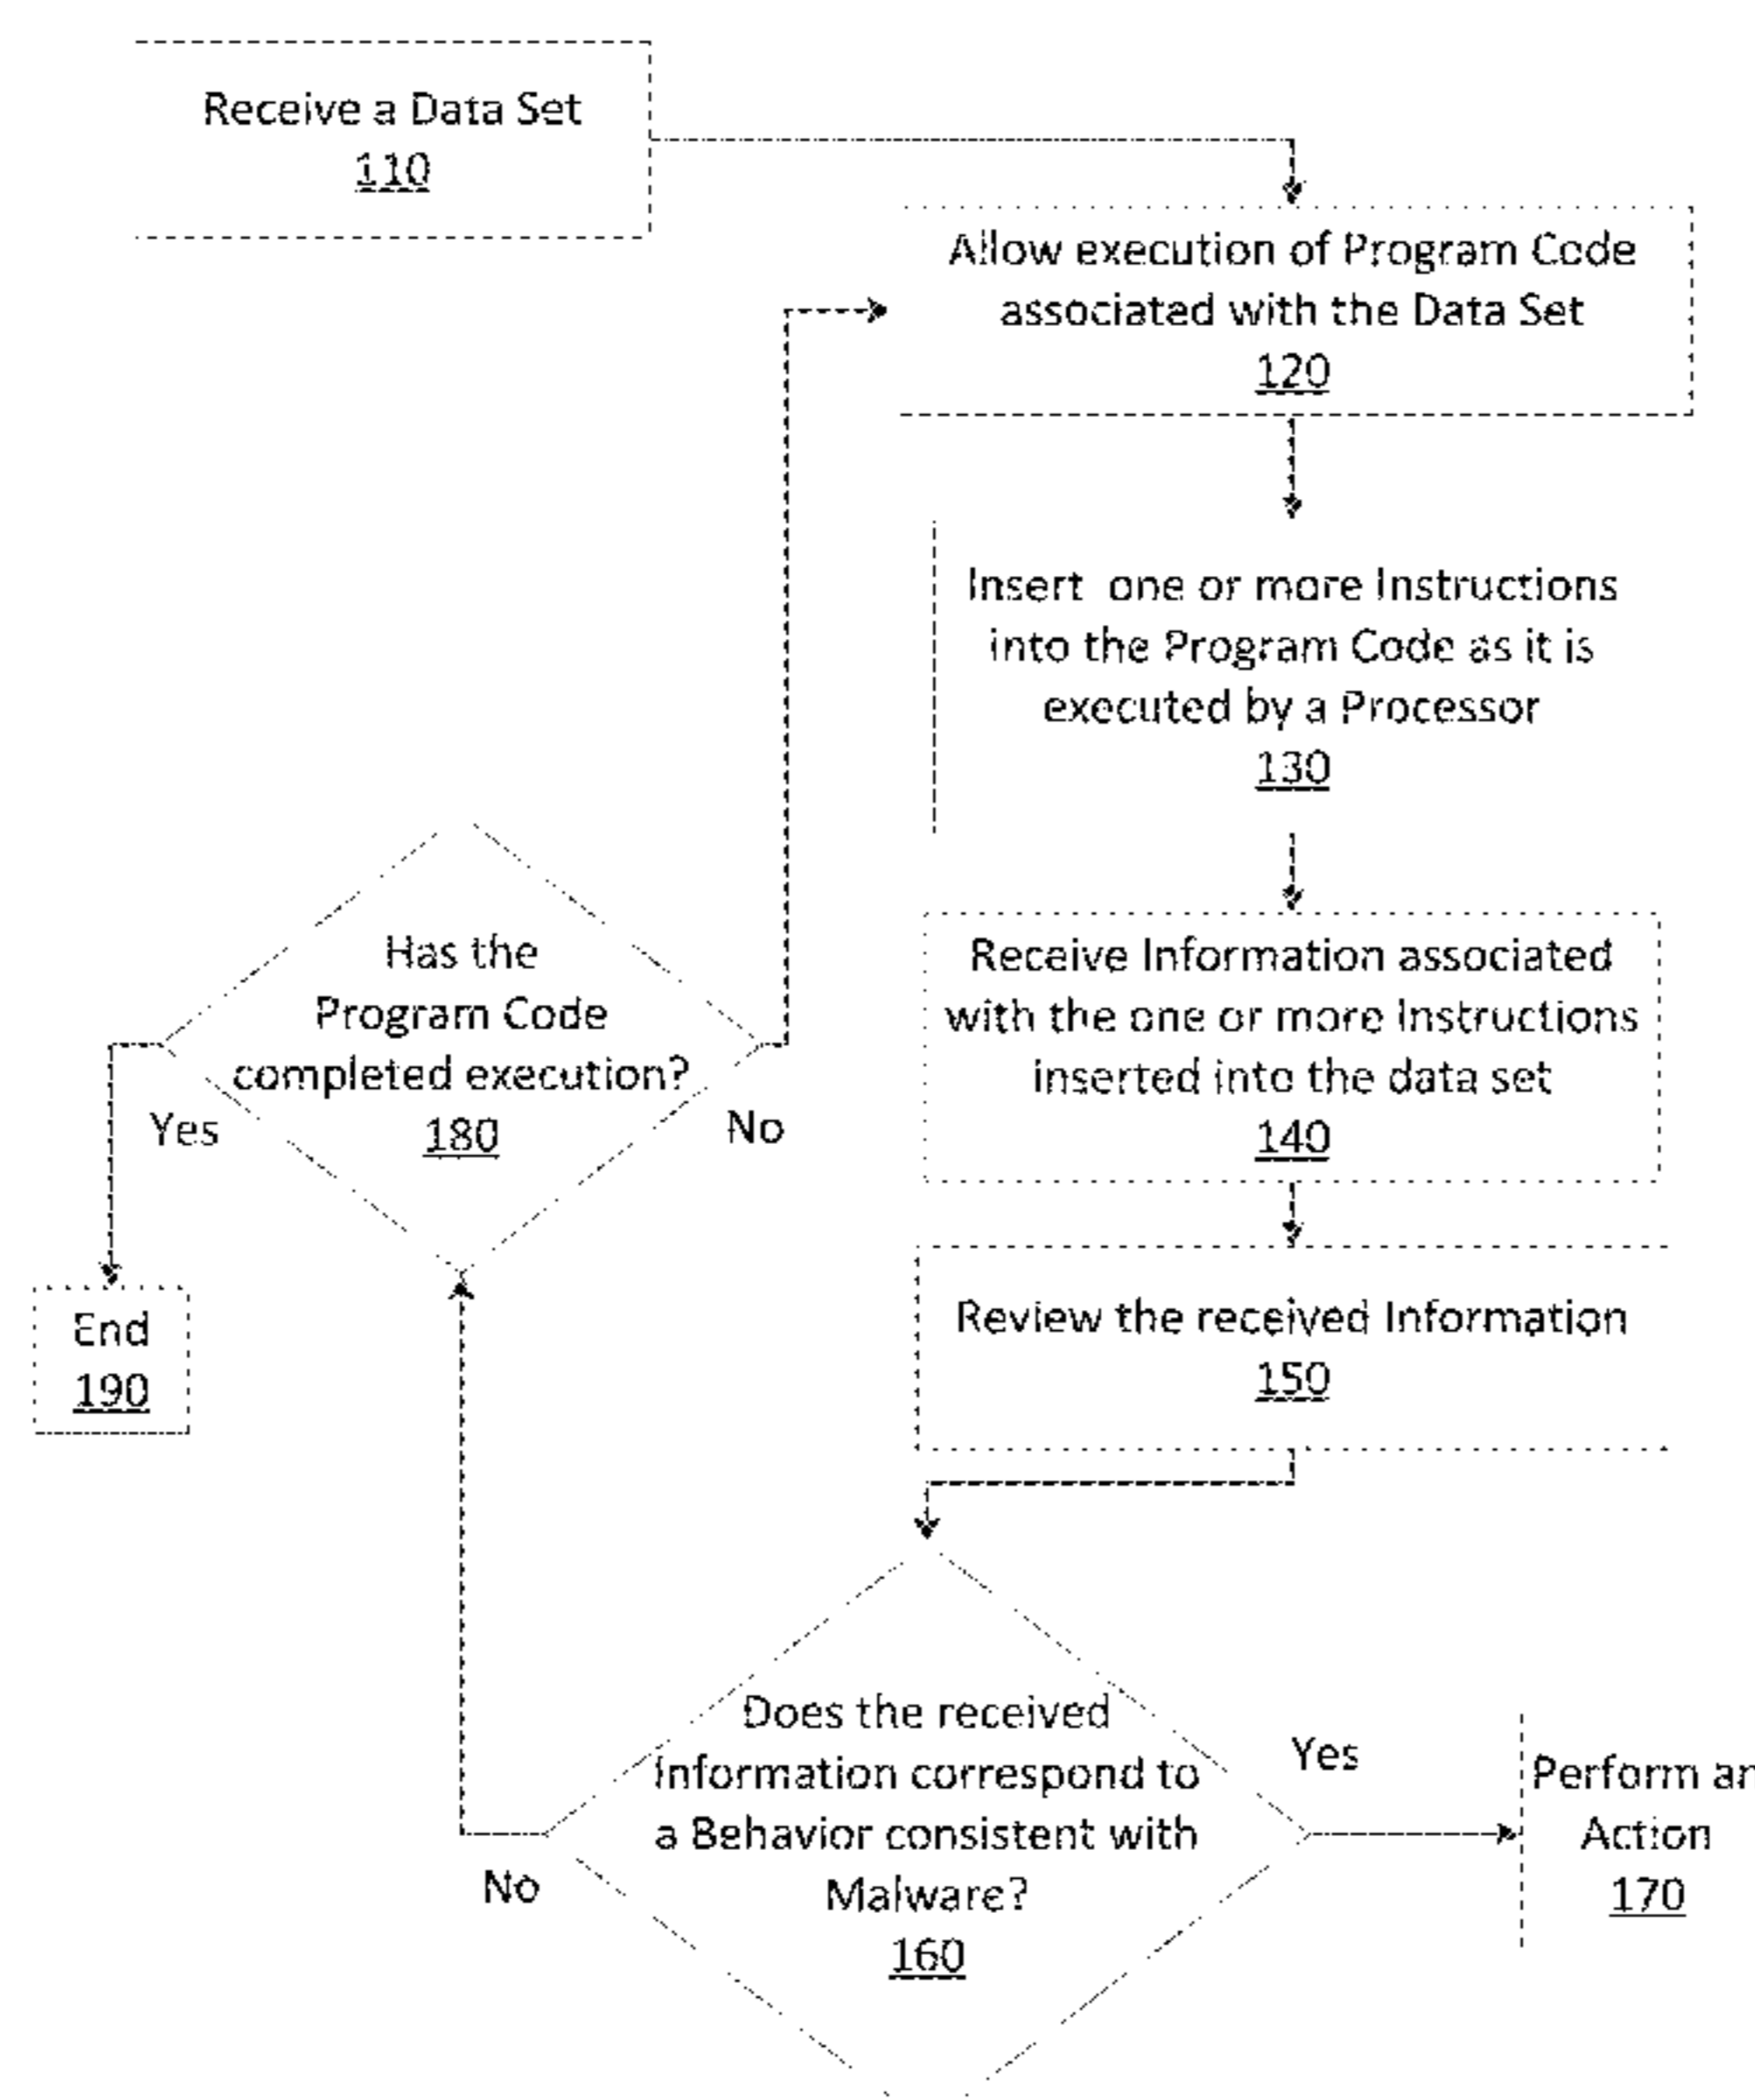 Receive a Data Set
110
Allow execution of Program Code
associated with the Data Set
120
Insert one or more Instructions
into the Program Code as it is
executed by a Processor
130
Receive Information associated
with the one or more Instructions
inserted into the data set
140
Review the received Information
150
Does the received
Information correspond to
a Behavior consistent with
Malware?
160
Yes
No
Perform an
Action
170
Has the
Program Code
completed execution?
180
Yes
No
End
190